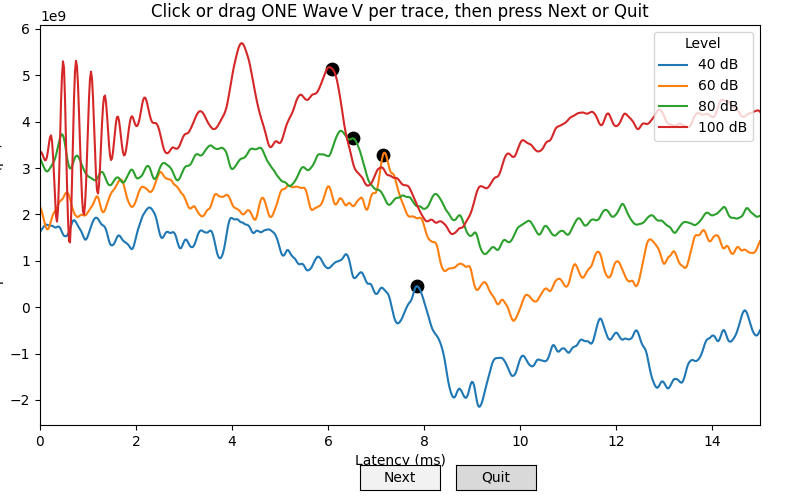 Click or drag ONE Wave V per trace, then press Next or Quit
1e9
6
5
4
3
2
1
0
−1
−2
0 2 4 6 8 10 12 14
Latency (ms)
Level
40 dB
60 dB
80 dB
100 dB
Next Quit